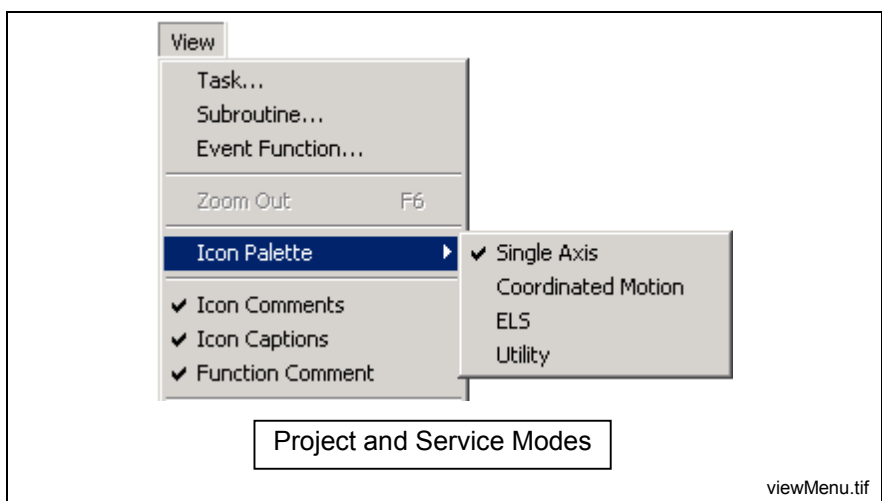 View
Task...
Subroutine...
Event Function...
Zoom Out F6
Icon Palette
Single Axis
Coordinated Motion
ELS
Utility
Icon Comments
Icon Captions
Function Comment
Project and Service Modes
viewMenu.tif